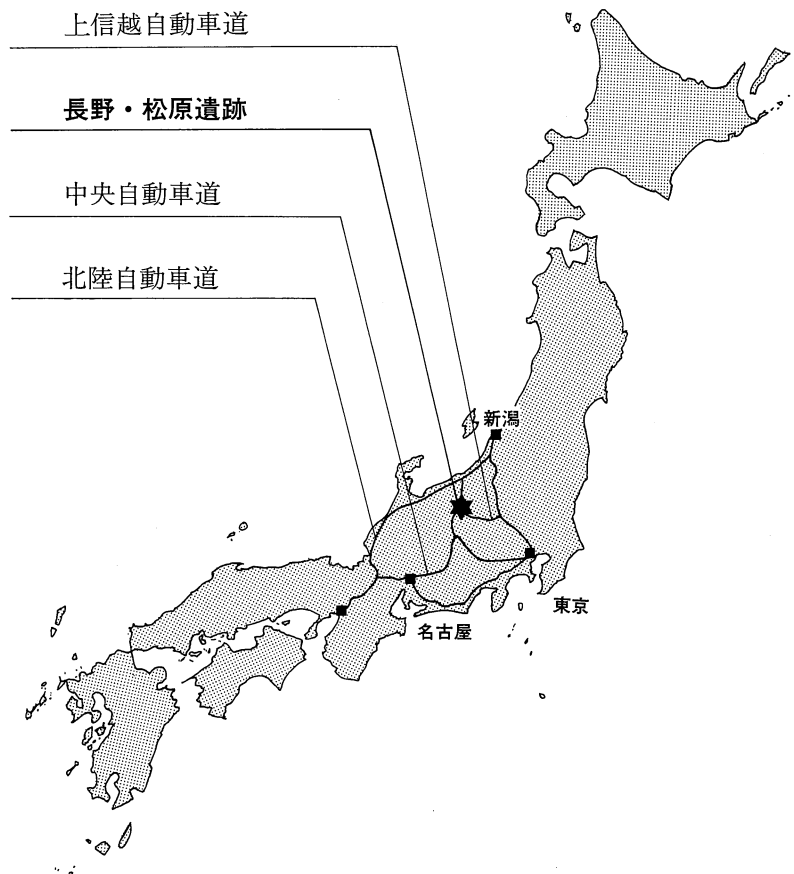 上信越自動車道
長野・松原遺跡
中央自動車道
北陸自動車道
新潟
東京
名古屋